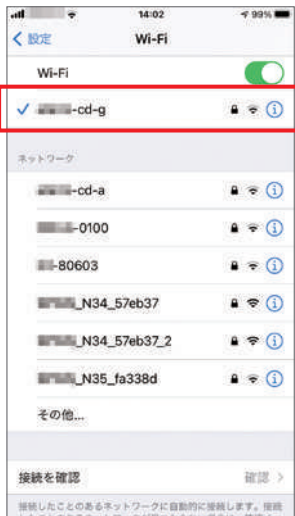 14:02
99%
設定
Wi-Fi
Wi-Fi
-cd-g
ネットワーク
-cd-a
-0100
-80603
_N34_57eb37
_N34_57eb37_2
_N35_fa338d
その他...
接続を確認
確認
接続したことのあるネットワークに自動的に接続します。接続